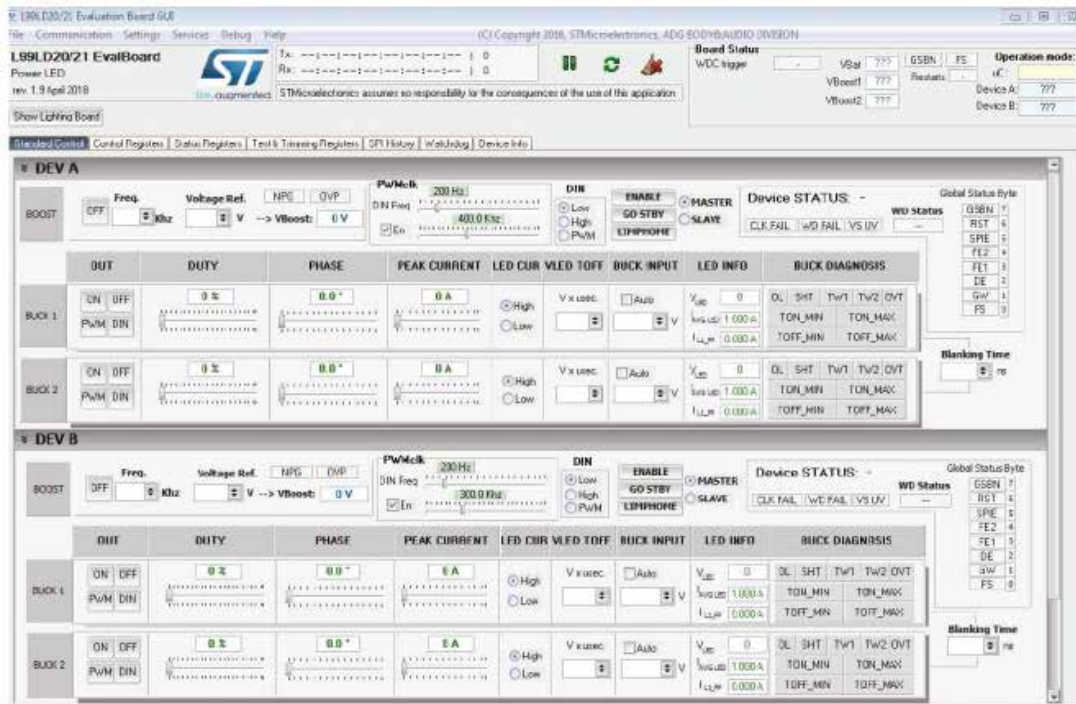 L99LD20/21 Evaluation Board GUI
File Communication Settings Services Debug Help (C) Copyright 2018, STMicroelectronics, ADG BODY&AUDIO DIVISION
L99LD20/21 EvalBoard
Power LED
rev. 1.9 April 2018
Tx: --:--:--:--:--:-- | 0
Rx: --:--:--:--:--:-- | 0
STMicroelectronics assumes no responsibility for the consequences of the use of this application
Board Status
WDC trigger -
VBat ???
VBoost1 ???
VBoost2 ???
GSBN FS
Restarts -
Operation mode:
uC:
Device A: ???
Device B: ???
Show Lighting Board
Standard Control Control Registers Status Registers Test & Trimming Registers SPI History Watchdog Device Info
DEV A
BOOST OFF Freq. Khz Voltage Ref. V NPG OVP --> VBoost: 0 V
PWMclk
DIN Freq 200 Hz
En 400.0 Khz
DIN
Low
High
PWM
ENABLE
GO STBY
LIMPHOME
MASTER
SLAVE
Device STATUS: -
CLK FAIL WD FAIL VS UV
WD Status
--
Global Status Byte
GSBN 7
RST 6
SPIE 5
FE2 4
FE1 3
DE 2
GW 1
FS 0
OUT DUTY PHASE PEAK CURRENT LED CUR VLED TOFF BUCK INPUT LED INFO BUCK DIAGNOSIS
BUCK 1
ON OFF
PWM DIN
0 %
0.0 °
0 A
High
Low
V x usec.
Auto
V
VLED 0
IAVG LED 1.000 A
0.000 A
OL SHT TW1 TW2 OVT
TON_MIN TON_MAX
TOFF_MIN TOFF_MAX
BUCK 2
ON OFF
PWM DIN
0 %
0.0 °
0 A
High
Low
V x usec.
Auto
V
VLED 0
IAVG LED 1.000 A
0.000 A
OL SHT TW1 TW2 OVT
TON_MIN TON_MAX
TOFF_MIN TOFF_MAX
Blanking Time
ns
DEV B
BOOST OFF Freq. Khz Voltage Ref. V NPG OVP --> VBoost: 0 V
PWMclk
DIN Freq 200 Hz
En 300.0 Khz
DIN
Low
High
PWM
ENABLE
GO STBY
LIMPHOME
MASTER
SLAVE
Device STATUS: -
CLK FAIL WD FAIL VS UV
WD Status
--
Global Status Byte
GSBN 7
RST 6
SPIE 5
FE2 4
FE1 3
DE 2
GW 1
FS 0
OUT DUTY PHASE PEAK CURRENT LED CUR VLED TOFF BUCK INPUT LED INFO BUCK DIAGNOSIS
BUCK 1
ON OFF
PWM DIN
0 %
0.0 °
0 A
High
Low
V x usec.
Auto
V
VLED 0
IAVG LED 1.000 A
0.000 A
OL SHT TW1 TW2 OVT
TON_MIN TON_MAX
TOFF_MIN TOFF_MAX
BUCK 2
ON OFF
PWM DIN
0 %
0.0 °
0 A
High
Low
V x usec.
Auto
V
VLED 0
IAVG LED 1.000 A
0.000 A
OL SHT TW1 TW2 OVT
TON_MIN TON_MAX
TOFF_MIN TOFF_MAX
Blanking Time
ns